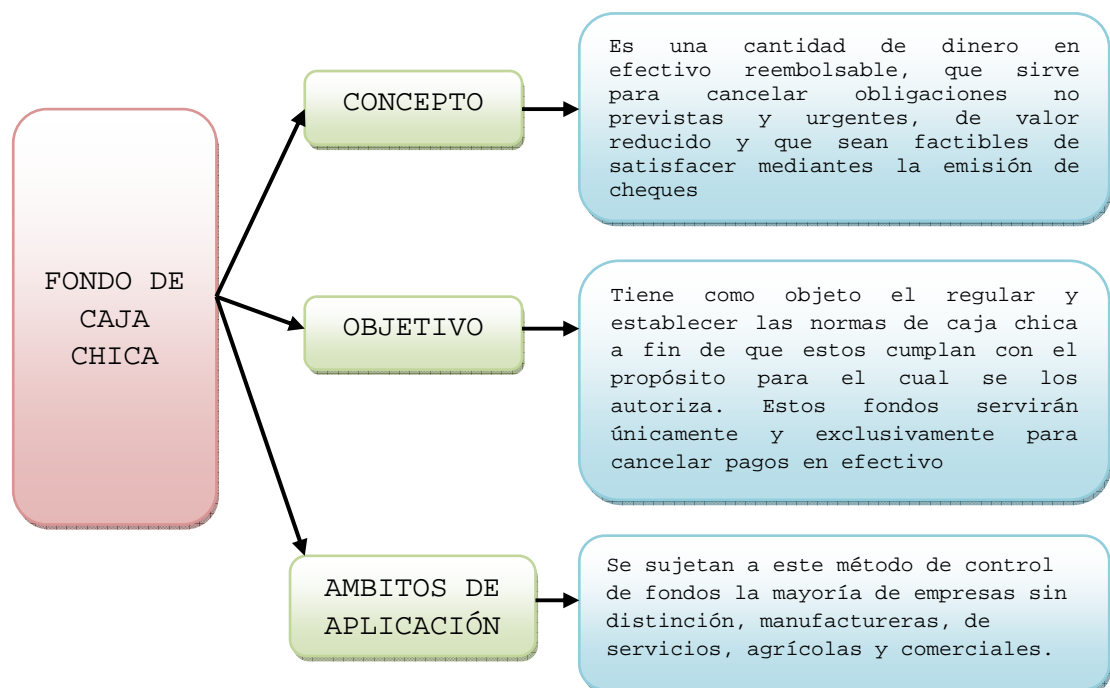 FONDO DE
CAJA
CHICA
CONCEPTO
Es una cantidad de dinero en
efectivo reembolsable, que sirve
para cancelar obligaciones no
previstas y urgentes, de valor
reducido y que sean factibles de
satisfacer mediantes la emisión de
cheques
OBJETIVO
Tiene como objeto el regular y
establecer las normas de caja chica
a fin de que estos cumplan con el
propósito para el cual se los
autoriza. Estos fondos servirán
únicamente y exclusivamente para
cancelar pagos en efectivo
AMBITOS DE
APLICACIÓN
Se sujetan a este método de control
de fondos la mayoría de empresas sin
distinción, manufactureras, de
servicios, agrícolas y comerciales.